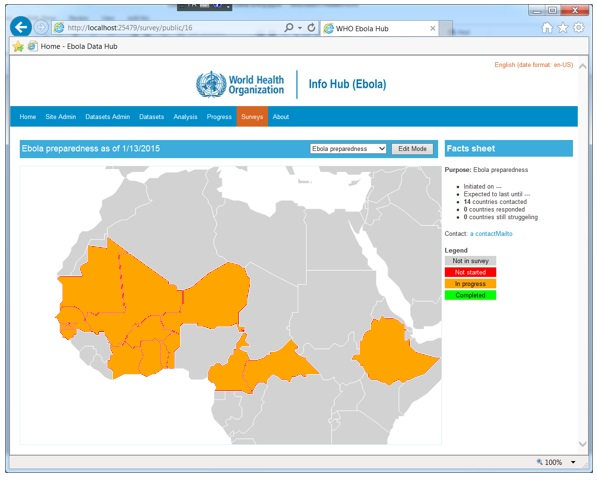 http://localhost:25479/survey/public/16
WHO Ebola Hub
Home - Ebola Data Hub
English (date format: en-US)
World Health
Organization
Info Hub (Ebola)
Home Site Admin Datasets Admin Datasets Analysis Progress Surveys About
Ebola preparedness as of 1/13/2015
Ebola preparedness
Edit Mode
Facts sheet
Purpose: Ebola preparedness
Initiated on ---
Expected to last until ---
14 countries contacted
0 countries responded
0 countries still struggling
Contact: a contactMailto
Legend
Not in survey
Not started
In progress
Completed
100%